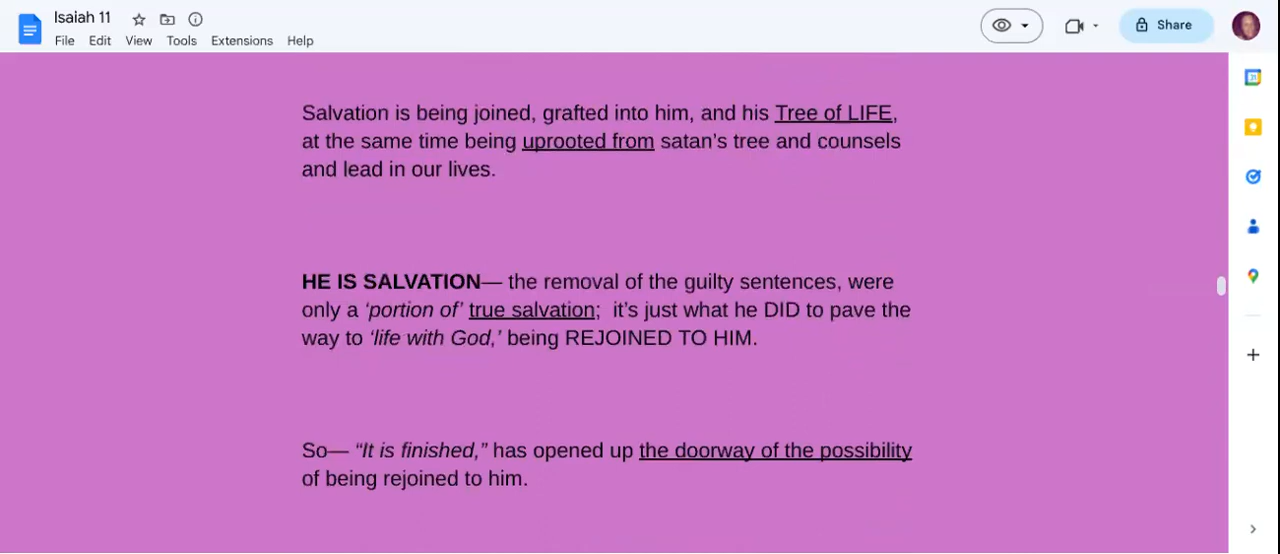 Isaiah 11
File Edit View Tools Extensions Help
Share
Salvation is being joined, grafted into him, and his Tree of LIFE,
at the same time being uprooted from satan’s tree and counsels
and lead in our lives.
HE IS SALVATION— the removal of the guilty sentences, were
only a ‘portion of’ true salvation;  it’s just what he DID to pave the
way to ‘life with God,’ being REJOINED TO HIM.
So— “It is finished,” has opened up the doorway of the possibility
of being rejoined to him.